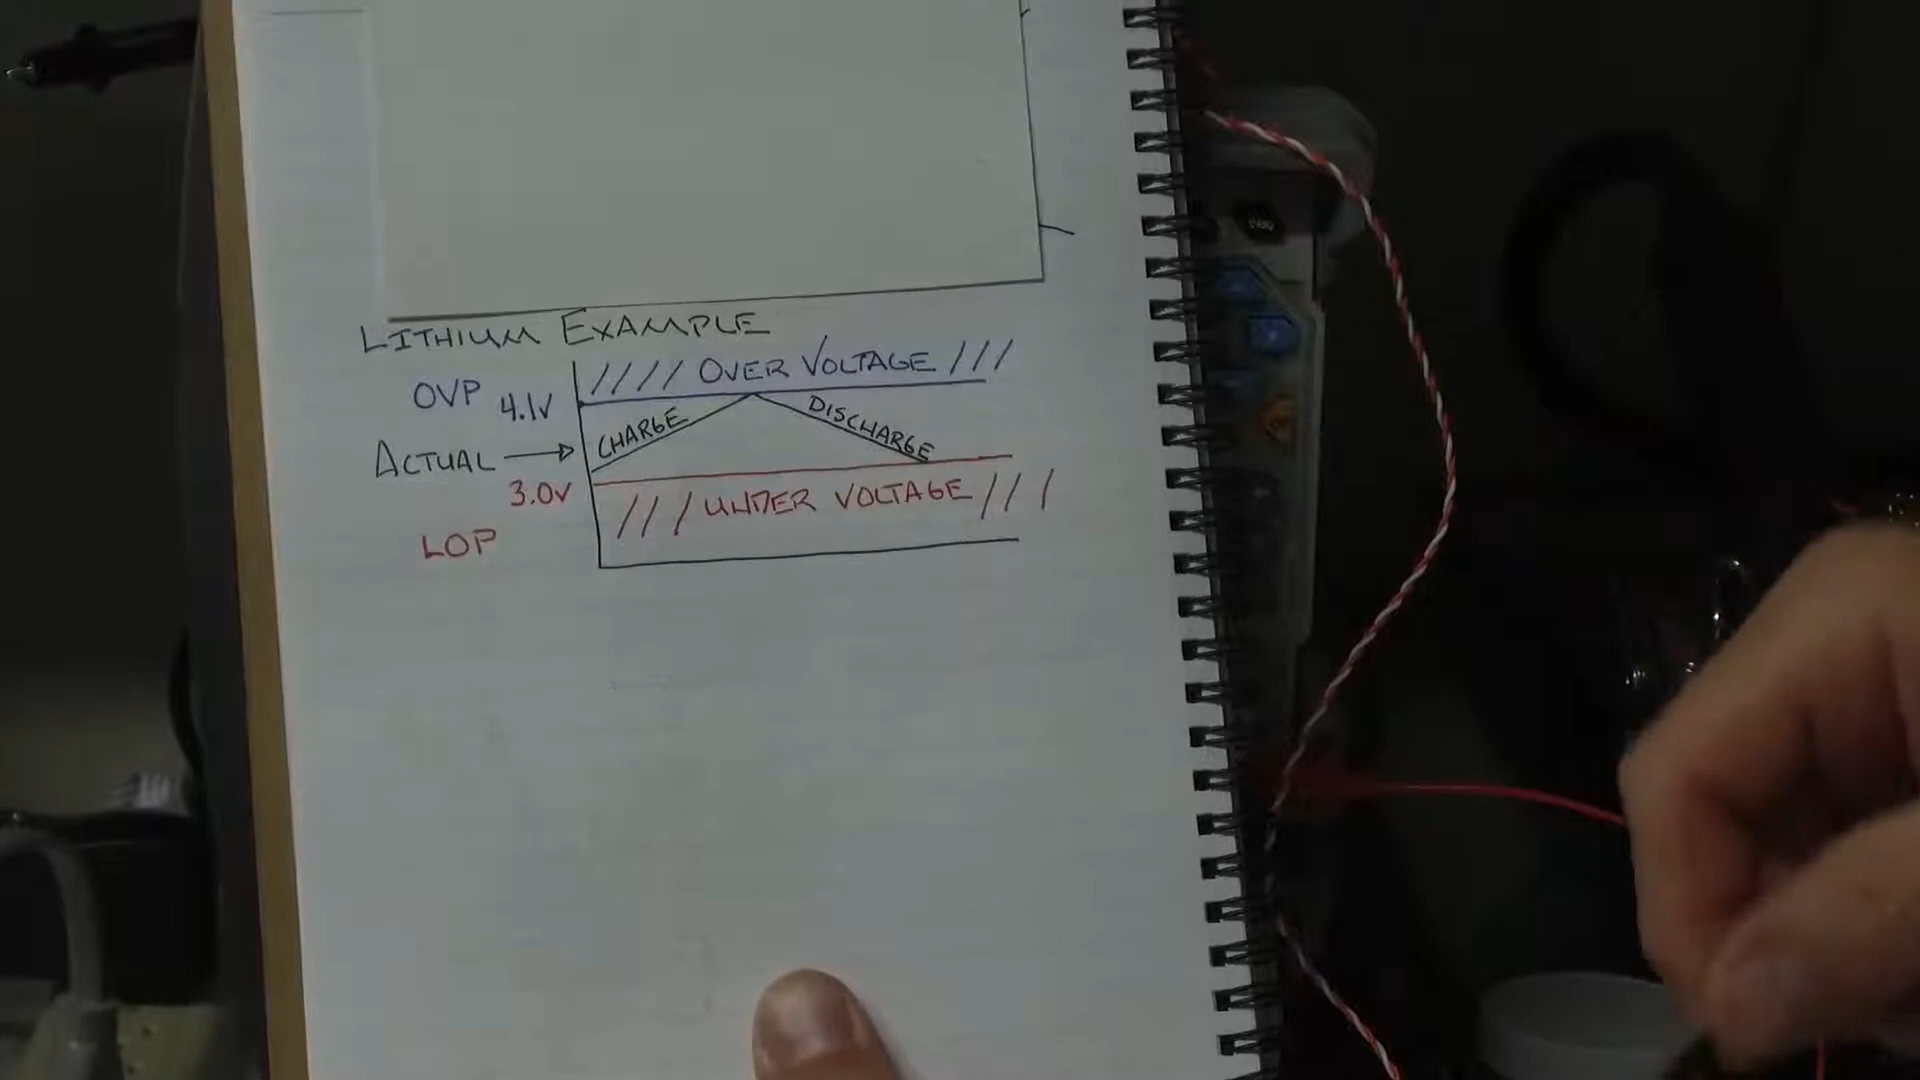 LITHIUM EXAMPLE
OVP 4.1V //// OVER VOLTAGE ///
CHARGE DISCHARGE
ACTUAL →
3.0V /// UNDER VOLTAGE ///
LOP